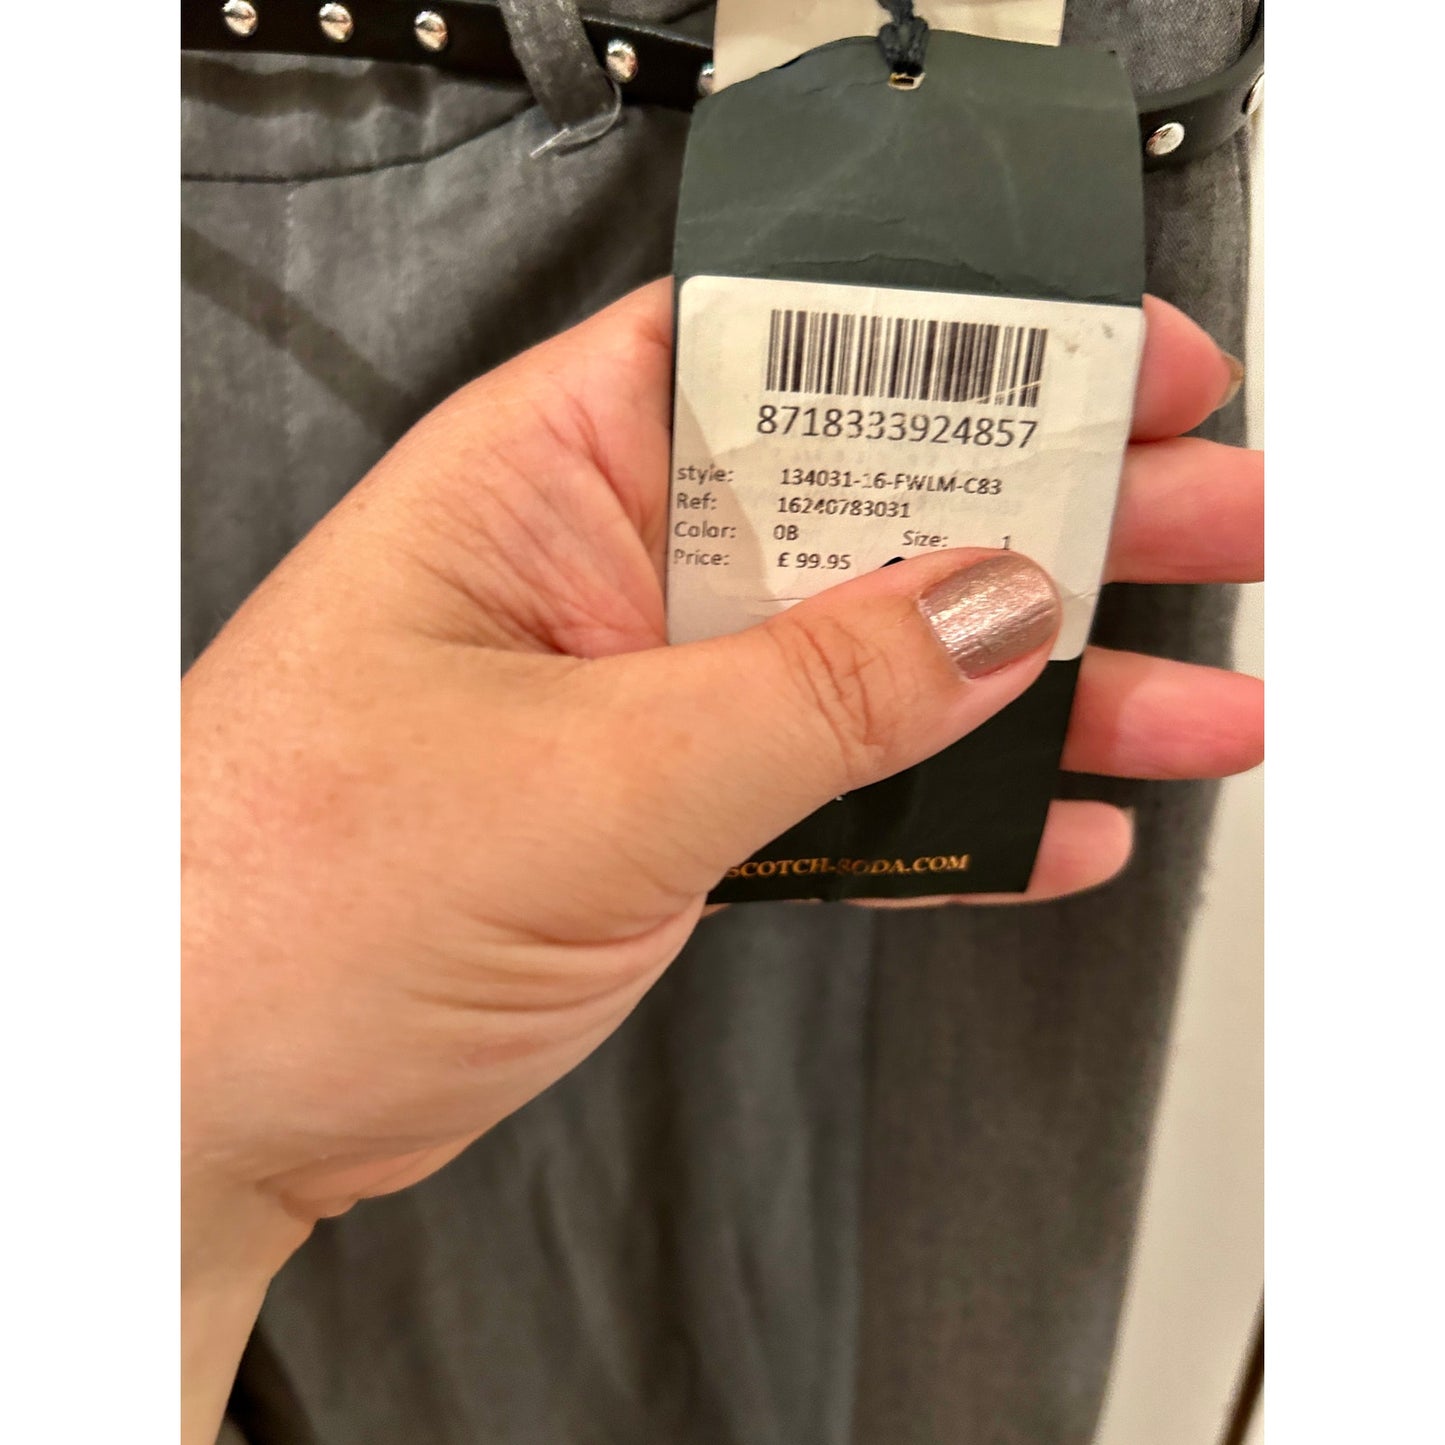 8718333924857
style: 134031-16-FWLM-C83
Ref: 16240783031
Color: 0B Size: 1
Price: £ 99.95
SCOTCH-SODA.COM